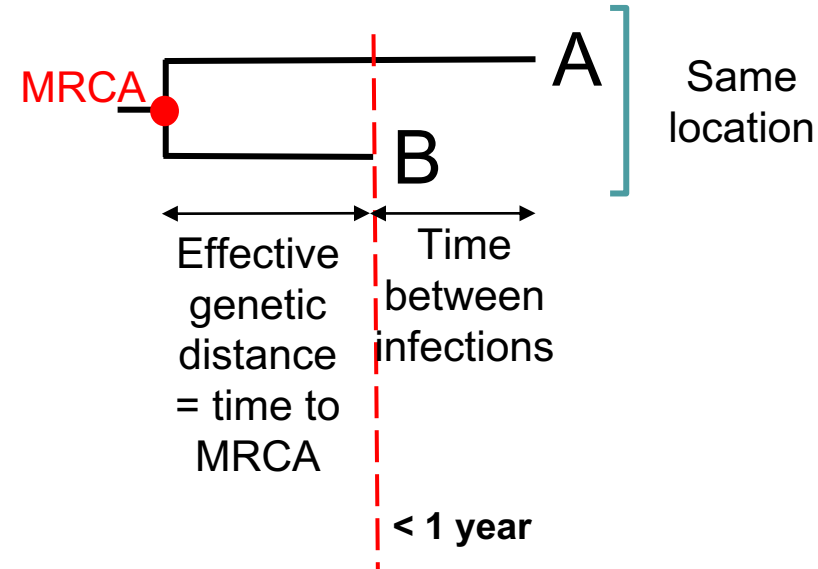 MRCA
A
B
Same
location
Effective
genetic
distance
= time to
MRCA
Time
between
infections
< 1 year